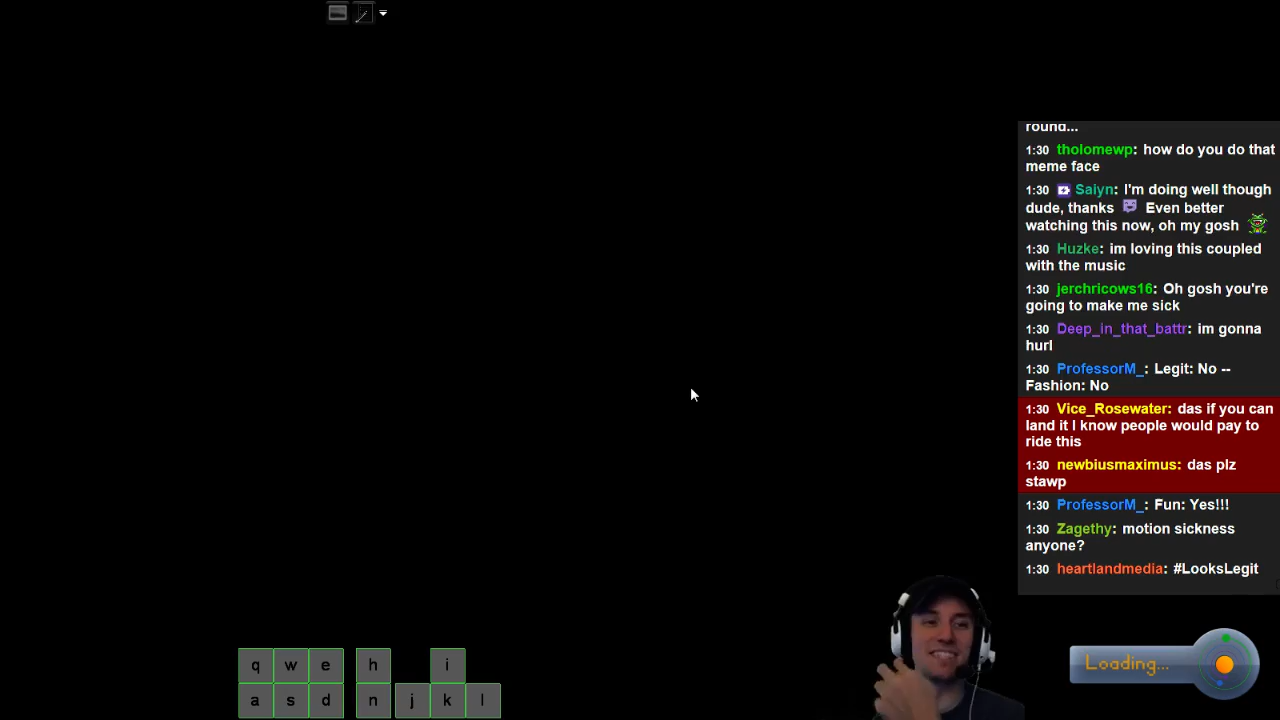 round...
1:30 tholomewp: how do you do that
meme face
1:30 Saiyn: I'm doing well though
dude, thanks Even better
watching this now, oh my gosh
1:30 Huzke: im loving this coupled
with the music
1:30 jerchricows16: Oh gosh you're
going to make me sick
1:30 Deep_in_that_battr: im gonna
hurl
1:30 ProfessorM_: Legit: No --
Fashion: No
1:30 Vice_Rosewater: das if you can
land it I know people would pay to
ride this
1:30 newbiusmaximus: das plz
stawp
1:30 ProfessorM_: Fun: Yes!!!
1:30 Zagethy: motion sickness
anyone?
1:30 heartlandmedia: #LooksLegit
q w e h i
a s d n j k l
Loading...